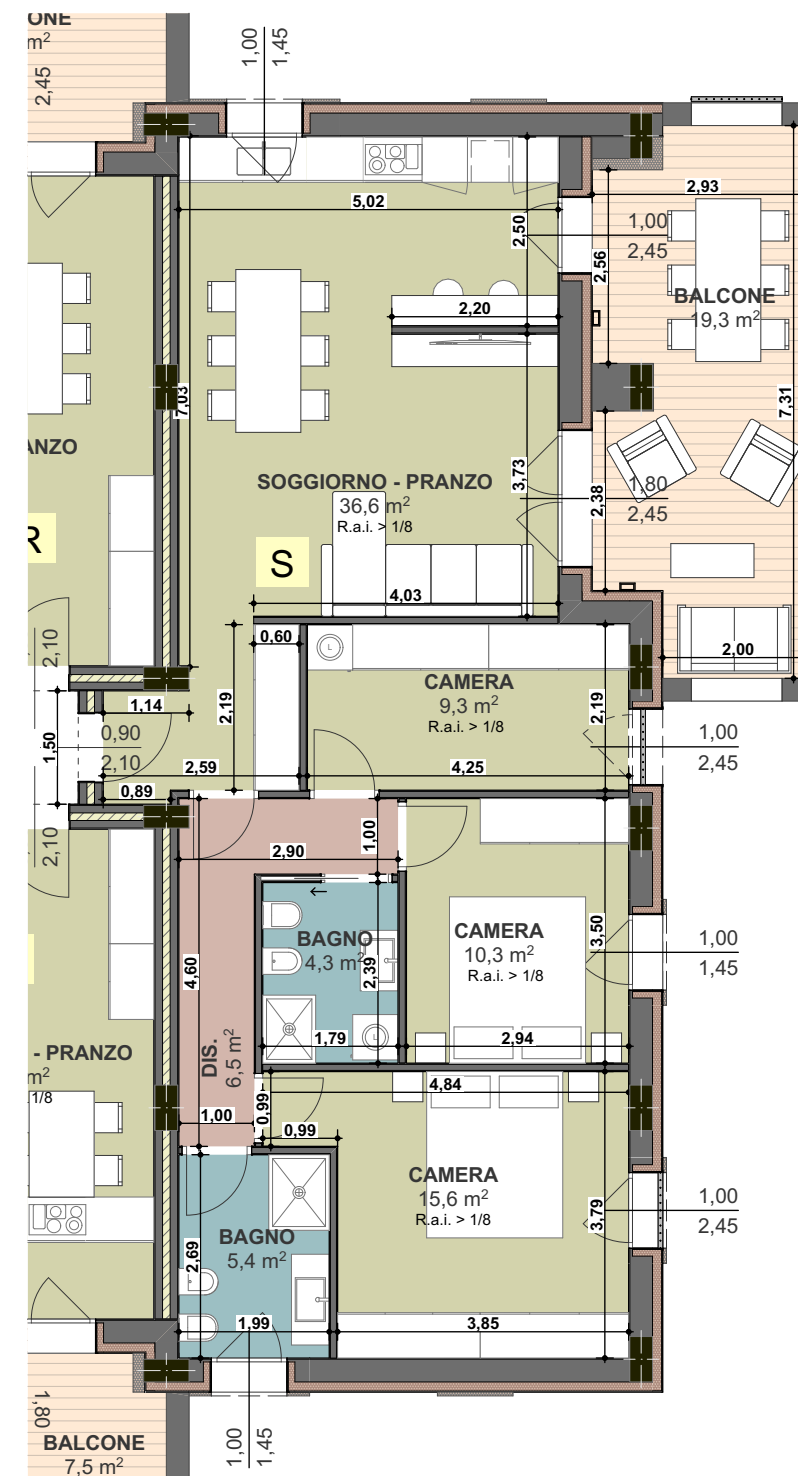 ONE
m²
2,45
1,00
1,45
5,02
2,50
2,93
1,00
2,45
2,56
BALCONE
19,3 m²
2,20
7,03
7,31
ANZO
SOGGIORNO - PRANZO
36,6 m²
R.a.i. > 1/8
3,73
1,80
2,45
2,38
R
S
4,03
2,10
0,60
2,19
L
CAMERA
9,3 m²
R.a.i. > 1/8
2,19
2,00
1,14
1,50
0,90
2,10
2,59
4,25
1,00
2,45
0,89
2,10
2,90
1,00
BAGNO
4,3 m²
2,39
CAMERA
10,3 m²
R.a.i. > 1/8
3,50
1,00
1,45
4,60
L
1,79
2,94
DIS.
6,5 m²
- PRANZO
m²
1/8
4,84
0,99
1,00
0,99
CAMERA
15,6 m²
R.a.i. > 1/8
3,79
1,00
2,45
BAGNO
5,4 m²
2,69
1,99
3,85
1,80
BALCONE
7,5 m²
1,00
1,45